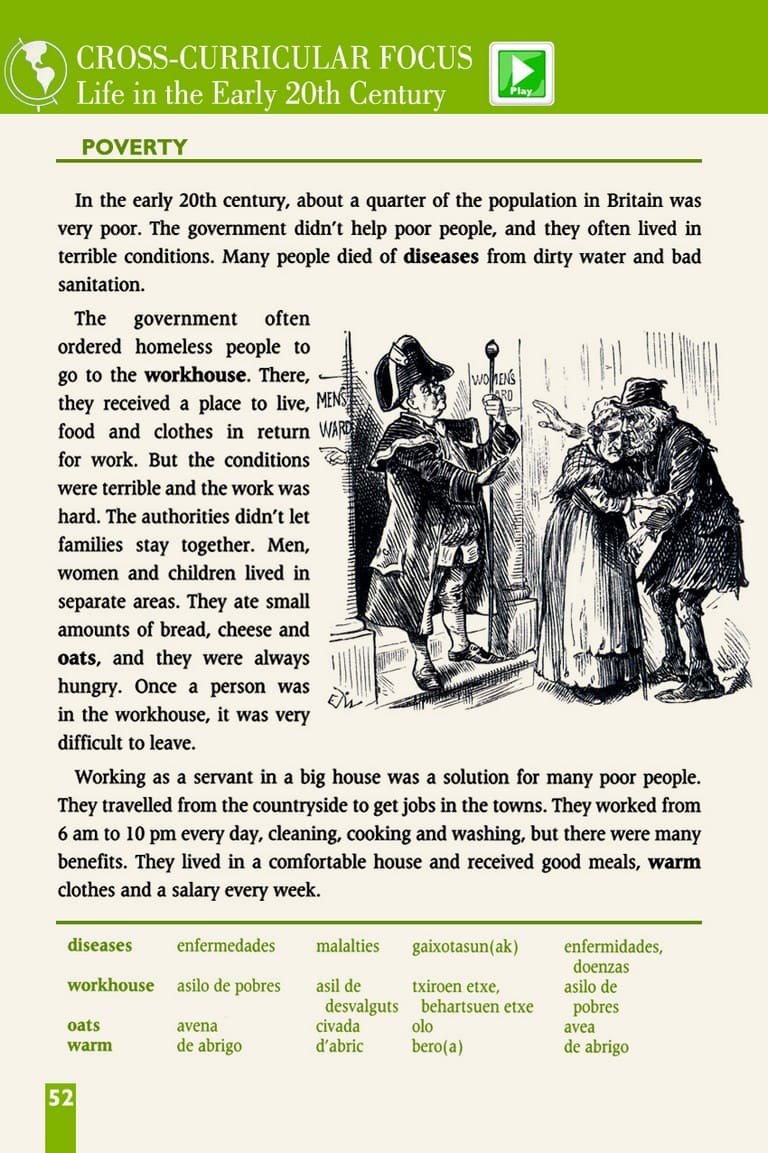 CROSS-CURRICULAR FOCUS
Life in the Early 20th Century
Play
POVERTY
In the early 20th century, about a quarter of the population in Britain was
very poor. The government didn't help poor people, and they often lived in
terrible conditions. Many people died of diseases from dirty water and bad
sanitation.
The government often
ordered homeless people to
go to the workhouse. There,
they received a place to live,
food and clothes in return
for work. But the conditions
were terrible and the work was
hard. The authorities didn't let
families stay together. Men,
women and children lived in
separate areas. They ate small
amounts of bread, cheese and
oats, and they were always
hungry. Once a person was
in the workhouse, it was very
difficult to leave.
MEN'S
WARD
WOMEN'S
WARD
Working as a servant in a big house was a solution for many poor people.
They travelled from the countryside to get jobs in the towns. They worked from
6 am to 10 pm every day, cleaning, cooking and washing, but there were many
benefits. They lived in a comfortable house and received good meals, warm
clothes and a salary every week.
diseases enfermedades malalties gaixotasun(ak) enfermidades,
doenzas
workhouse asilo de pobres asil de txiroen etxe, asilo de
desvalguts behartsuen etxe pobres
oats avena civada olo avea
warm de abrigo d'abric bero(a) de abrigo
52